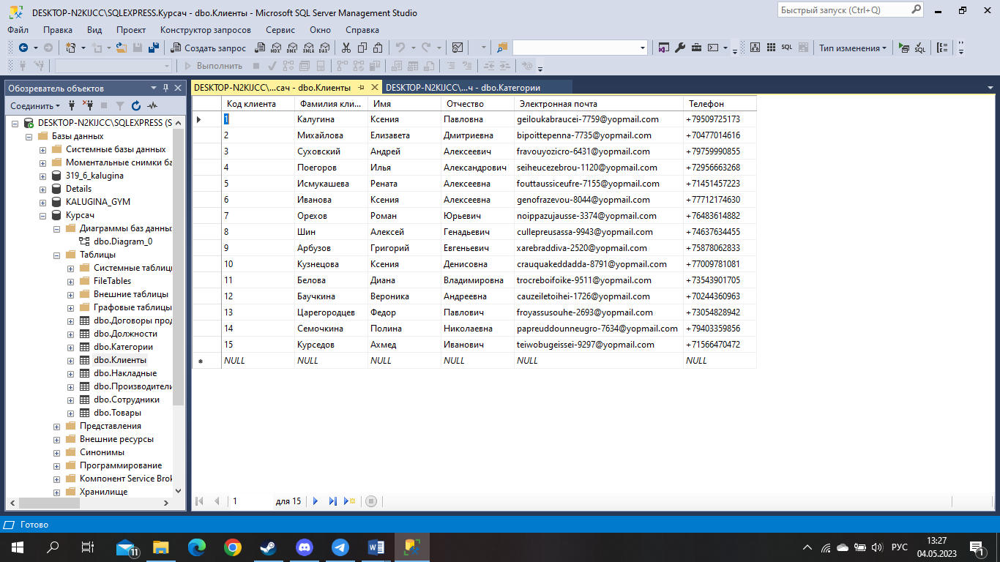 DESKTOP-N2KIJCC\SQLEXPRESS.Курсач - dbo.Клиенты - Microsoft SQL Server Management Studio
Быстрый запуск (Ctrl+Q)
Файл Правка Вид Проект Конструктор запросов Сервис Окно Справка
Создать запрос MDX DMX XMLA DAX SQL Тип изменения SQL
Выполнить
Обозреватель объектов
DESKTOP-N2KIJCC\...сач - dbo.Клиенты DESKTOP-N2KIJCC\...ч - dbo.Категории
Соединить
DESKTOP-N2KIJCC\SQLEXPRESS (S
Базы данных
Системные базы данных
Моментальные снимки ба
319_6_kalugina
Details
KALUGINA_GYM
Курсач
Диаграммы баз данны
dbo.Diagram_0
Таблицы
Системные таблиц
FileTables
Внешние таблицы
Графовые таблицы
dbo.Договоры прод
dbo.Должности
dbo.Категории
dbo.Клиенты
dbo.Накладные
dbo.Производители
dbo.Сотрудники
dbo.Товары
Представления
Внешние ресурсы
Синонимы
Программирование
Компонент Service Brok
Хранилище
Код клиента Фамилия кли... Имя Отчество Электронная почта Телефон
1 Калугина Ксения Павловна geiloukabraucei-7759@yopmail.com +79509725173
2 Михайлова Елизавета Дмитриевна bipoittepenna-7735@yopmail.com +70477014616
3 Суховский Андрей Алексеевич fravouyozicro-6431@yopmail.com +79759990855
4 Поегоров Илья Александрович seiheucezebrou-1120@yopmail.com +72956663268
5 Исмукашева Рената Алексеевна fouttaussiceufre-7155@yopmail.com +71451457223
6 Иванова Ксения Алексеевна genofrazevou-8044@yopmail.com +77712174630
7 Орехов Роман Юрьевич noippazujausse-3374@yopmail.com +76483614882
8 Шин Алексей Генадьевич cullepreusassa-9943@yopmail.com +74637634455
9 Арбузов Григорий Евгеньевич xarebraddiva-2520@yopmail.com +75878062833
10 Кузнецова Ксения Денисовна crauquakeddadda-8791@yopmail.com +77009781081
11 Белова Диана Владимировна trocreboifoike-9511@yopmail.com +73543901705
12 Баучкина Вероника Андреевна cauzeiletoihei-1726@yopmail.com +70244360963
13 Царегородцев Федор Павлович froyassusouhe-2693@yopmail.com +73054828942
14 Семочкина Полина Николаевна papreuddounneugro-7634@yopmail.com +79403359856
15 Курседов Ахмед Иванович teiwobugeissei-9297@yopmail.com +71566470472
NULL NULL NULL NULL NULL NULL
1 для 15
Готово
11 РУС 13:27
04.05.2023
1